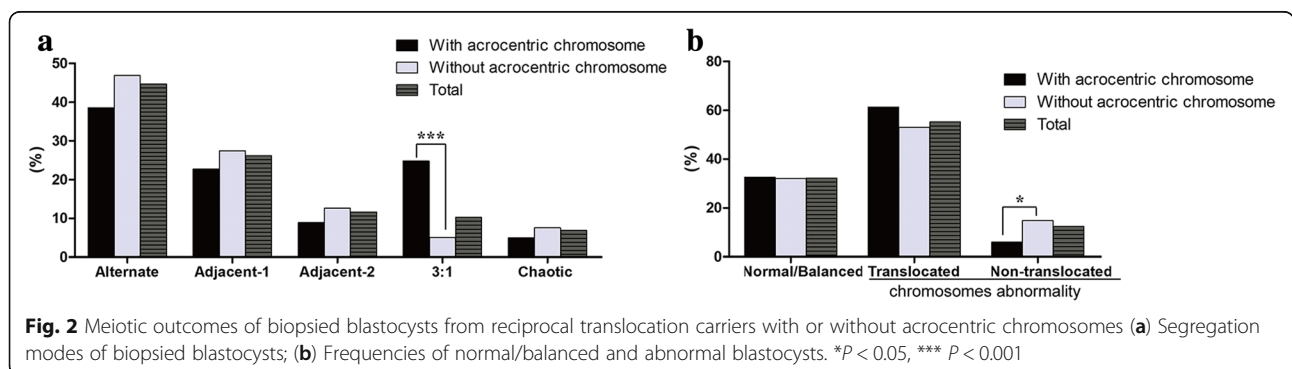 a
With acrocentric chromosome
Without acrocentric chromosome
Total
(%)
50
40
30
20
10
0
***
Alternate Adjacent-1 Adjacent-2 3:1 Chaotic
b
With acrocentric chromosome
Without acrocentric chromosome
Total
(%)
80
60
40
20
0
*
Normal/Balanced Translocated Non-translocated
chromosomes abnormality
Fig. 2 Meiotic outcomes of biopsied blastocysts from reciprocal translocation carriers with or without acrocentric chromosomes (a) Segregation
modes of biopsied blastocysts; (b) Frequencies of normal/balanced and abnormal blastocysts. *P < 0.05, *** P < 0.001